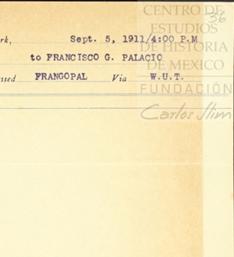 CENTRO DE
ESTUDIOS
36
DE HISTORIA
DE MEXICO
FUNDACIÓN
Carlos Slim
rk, Sept. 5, 1911/4:00 P.M
to FRANCISCO G. PALACIO
ssed FRANGOPAL Via W.U.T.